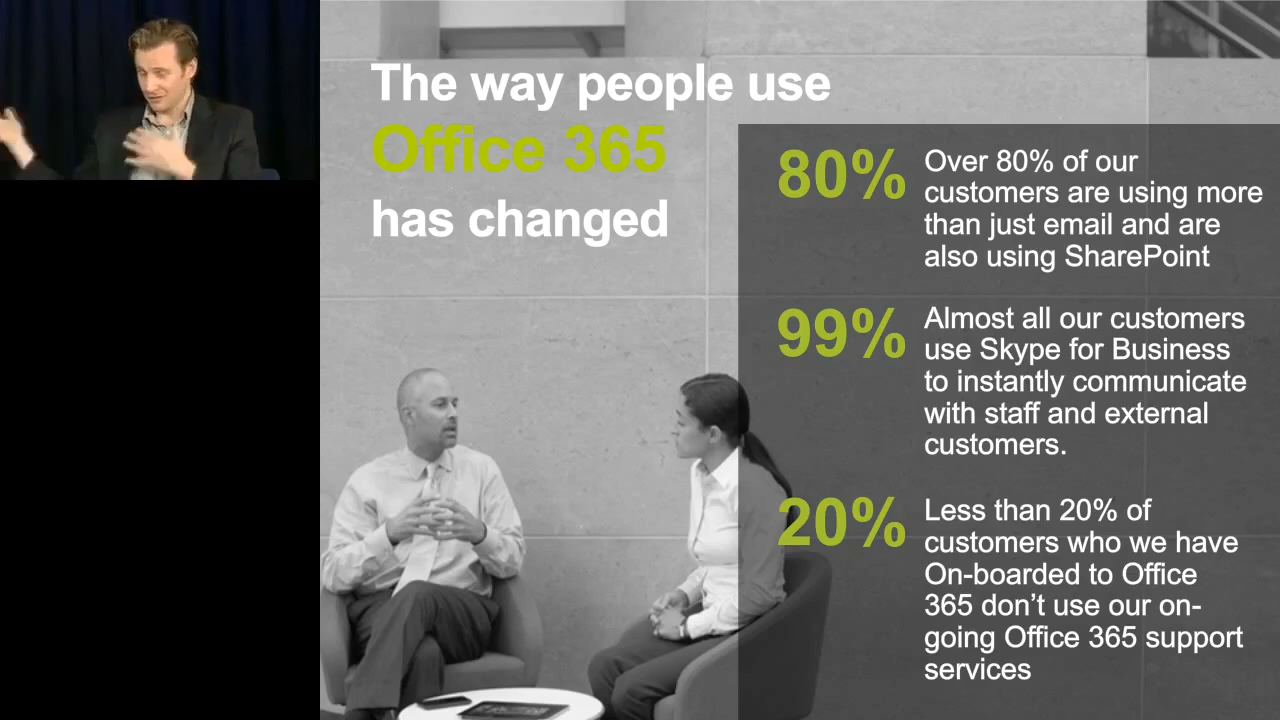 The way people use
Office 365
has changed
80%
Over 80% of our
customers are using more
than just email and are
also using SharePoint
99%
Almost all our customers
use Skype for Business
to instantly communicate
with staff and external
customers.
20%
Less than 20% of
customers who we have
On-boarded to Office
365 don’t use our on-
going Office 365 support
services